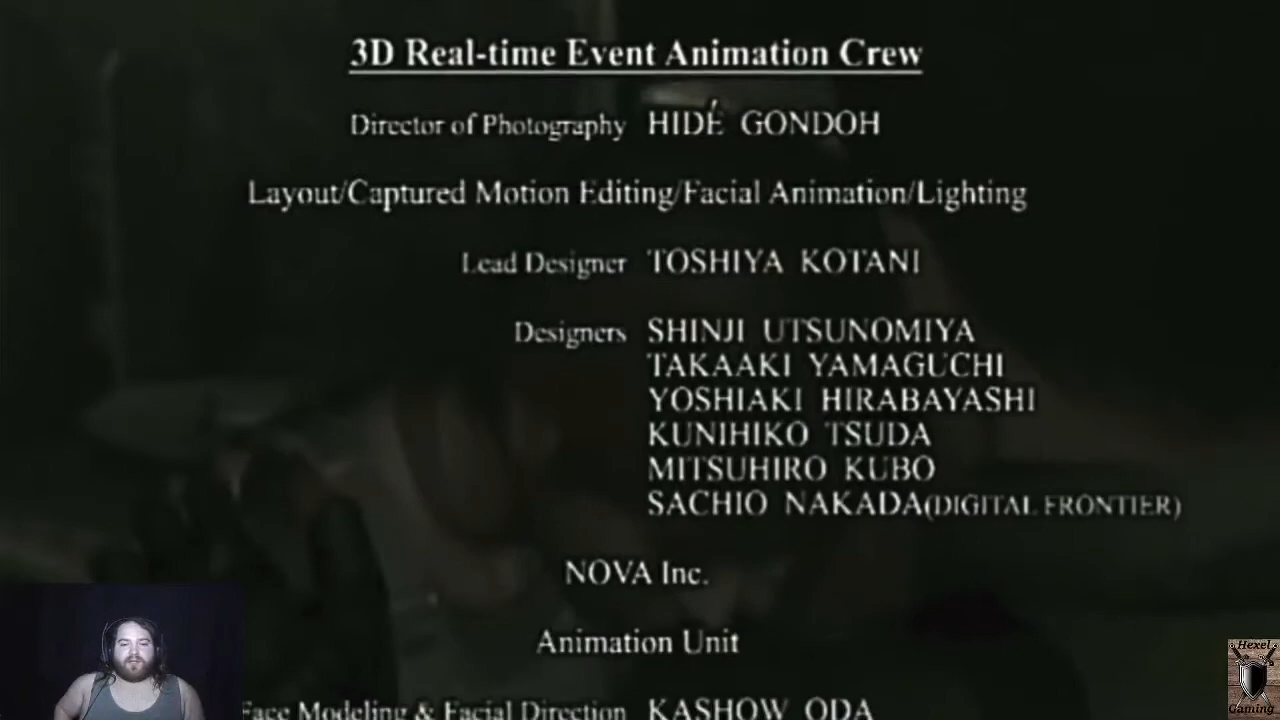 3D Real-time Event Animation Crew
Director of Photography HIDÉ GONDOH
Layout/Captured Motion Editing/Facial Animation/Lighting
Lead Designer TOSHIYA KOTANI
Designers SHINJI UTSUNOMIYA
TAKAAKI YAMAGUCHI
YOSHIAKI HIRABAYASHI
KUNIHIKO TSUDA
MITSUHIRO KUBO
SACHIO NAKADA(DIGITAL FRONTIER)
NOVA Inc.
Animation Unit
Face Modeling & Facial Direction KASHOW ODA
Hexel
Gaming